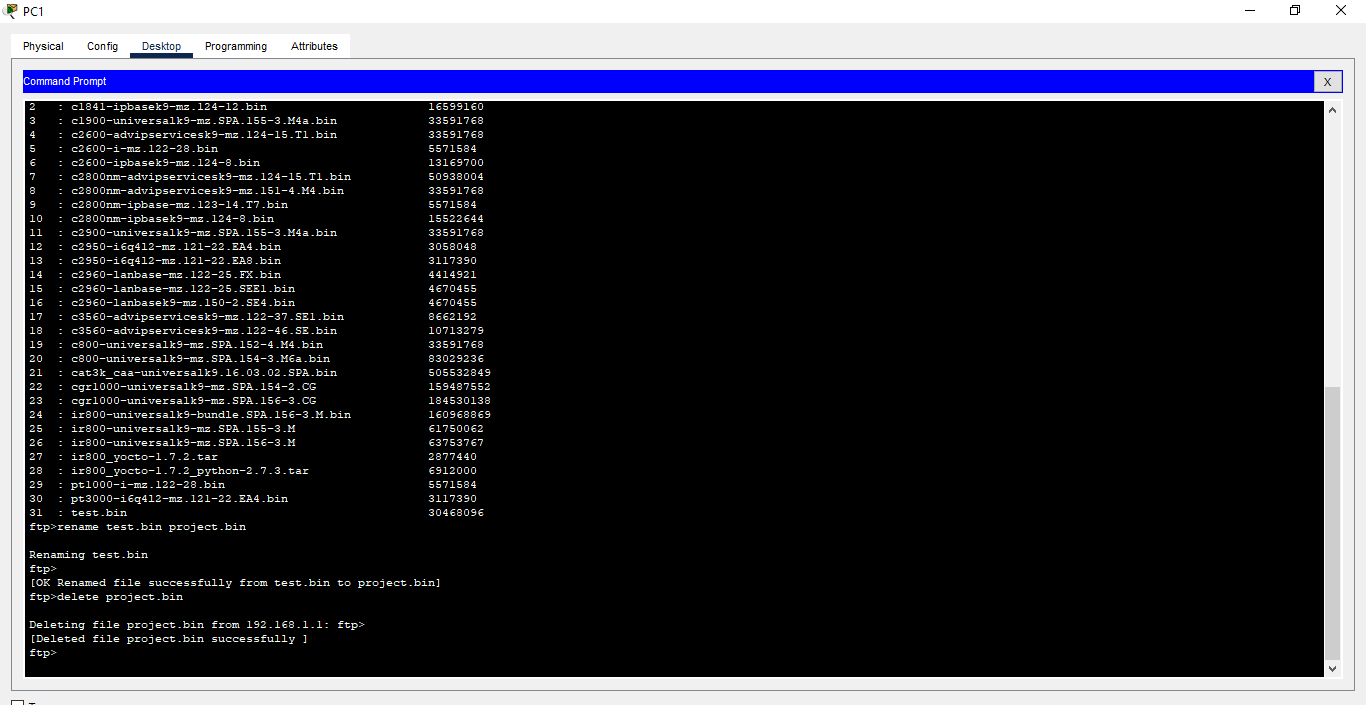 PC1
Physical Config Desktop Programming Attributes
Command Prompt X
2 : c1841-ipbasek9-mz.124-12.bin 16599160
3 : c1900-universalk9-mz.SPA.155-3.M4a.bin 33591768
4 : c2600-advipservicesk9-mz.124-15.T1.bin 33591768
5 : c2600-i-mz.122-28.bin 5571584
6 : c2600-ipbasek9-mz.124-8.bin 13169700
7 : c2800nm-advipservicesk9-mz.124-15.T1.bin 50938004
8 : c2800nm-advipservicesk9-mz.151-4.M4.bin 33591768
9 : c2800nm-ipbase-mz.123-14.T7.bin 5571584
10 : c2800nm-ipbasek9-mz.124-8.bin 15522644
11 : c2900-universalk9-mz.SPA.155-3.M4a.bin 33591768
12 : c2950-i6q4l2-mz.121-22.EA4.bin 3058048
13 : c2950-i6q4l2-mz.121-22.EA8.bin 3117390
14 : c2960-lanbase-mz.122-25.FX.bin 4414921
15 : c2960-lanbase-mz.122-25.SEE1.bin 4670455
16 : c2960-lanbasek9-mz.150-2.SE4.bin 4670455
17 : c3560-advipservicesk9-mz.122-37.SE1.bin 8662192
18 : c3560-advipservicesk9-mz.122-46.SE.bin 10713279
19 : c800-universalk9-mz.SPA.152-4.M4.bin 33591768
20 : c800-universalk9-mz.SPA.154-3.M6a.bin 83029236
21 : cat3k_caa-universalk9.16.03.02.SPA.bin 505532849
22 : cgr1000-universalk9-mz.SPA.154-2.CG 159487552
23 : cgr1000-universalk9-mz.SPA.156-3.CG 184530138
24 : ir800-universalk9-bundle.SPA.156-3.M.bin 160968869
25 : ir800-universalk9-mz.SPA.155-3.M 61750062
26 : ir800-universalk9-mz.SPA.156-3.M 63753767
27 : ir800_yocto-1.7.2.tar 2877440
28 : ir800_yocto-1.7.2_python-2.7.3.tar 6912000
29 : pt1000-i-mz.122-28.bin 5571584
30 : pt3000-i6q4l2-mz.121-22.EA4.bin 3117390
31 : test.bin 30468096
ftp>rename test.bin project.bin
Renaming test.bin
ftp>
[OK Renamed file successfully from test.bin to project.bin]
ftp>delete project.bin
Deleting file project.bin from 192.168.1.1: ftp>
[Deleted file project.bin successfully ]
ftp>